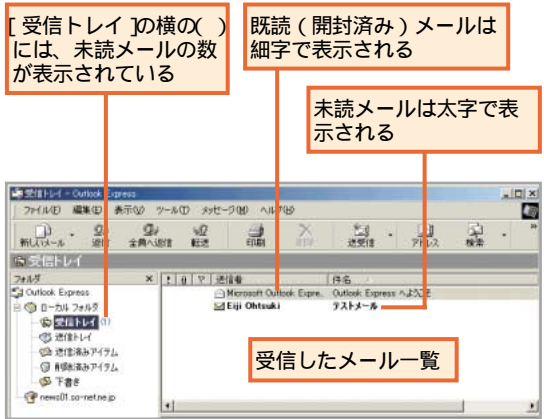 [受信トレイ]の横の( )
には、未読メールの数
が表示されている
既読(開封済み)メールは
細字で表示される
未読メールは太字で表
示される
受信トレイ - Outlook Express
ファイル(F) 編集(E) 表示(V) ツール(T) メッセージ(M) ヘルプ(H)
新しいメール 返信 全員へ返信 転送 印刷 削除 送受信 アドレス 検索
受信トレイ
フォルダ
! 送信者 件名
Outlook Express
ローカル フォルダ
受信トレイ (1)
送信トレイ
送信済みアイテム
削除済みアイテム
下書き
news01.so-net.ne.jp
Microsoft Outlook Expre.. Outlook Express へようこそ
Eiji Ohtsuki テストメール
受信したメール一覧